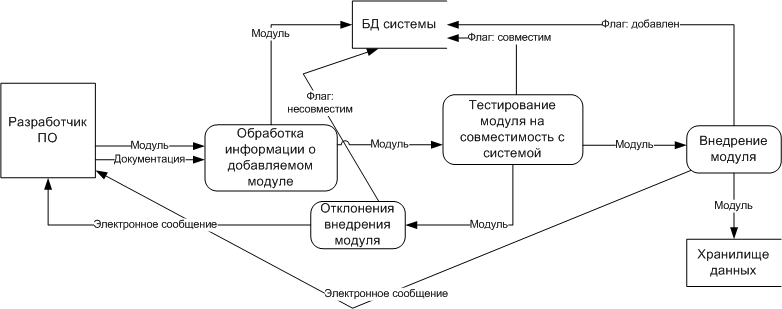 БД системы
Флаг: добавлен
Модуль
Флаг: совместим
Флаг:
несовместим
Разработчик
ПО
Тестирование
модуля на
совместимость с
системой
Обработка
информации о
добавляемом
модуле
Внедрение
модуля
Модуль
Документация
Модуль
Модуль
Модуль
Отклонения
внедрения
модуля
Электронное сообщение
Модуль
Хранилище
данных
Электронное сообщение